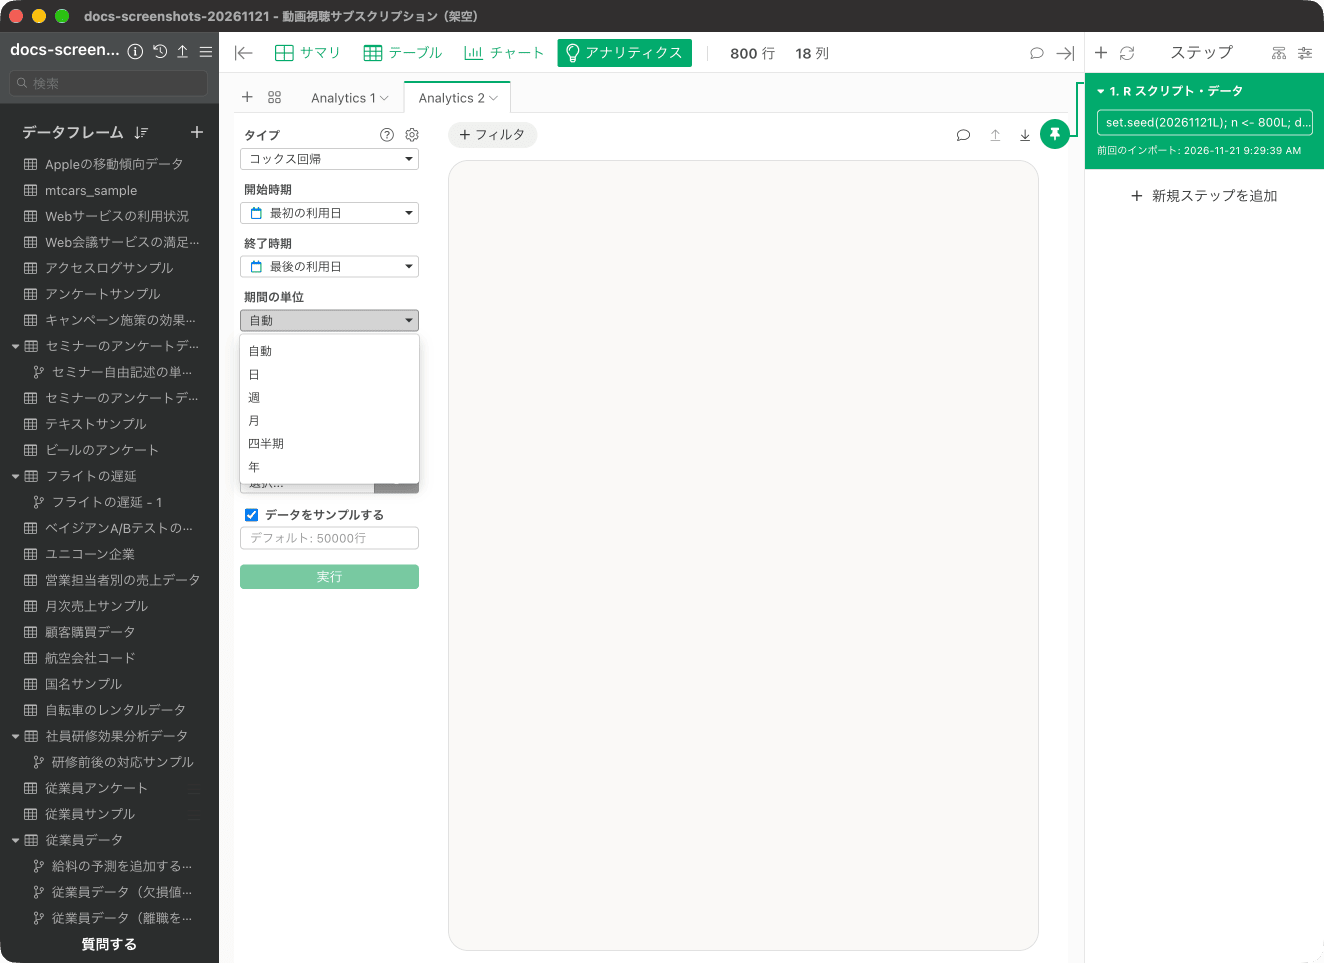 docs-screenshots-20261121 - 動画視聴サブスクリプション（架空）
docs-screen...
検索
データフレーム
Appleの移動傾向データ
mtcars_sample
Webサービスの利用状況
Web会議サービスの満足…
アクセスログサンプル
アンケートサンプル
キャンペーン施策の効果…
セミナーのアンケートデ…
セミナー自由記述の単…
セミナーのアンケートデ…
テキストサンプル
ビールのアンケート
フライトの遅延
フライトの遅延 - 1
ベイジアンA/Bテストの…
ユニコーン企業
営業担当者別の売上データ
月次売上サンプル
顧客購買データ
航空会社コード
国名サンプル
自転車のレンタルデータ
社員研修効果分析データ
研修前後の対応サンプル
従業員アンケート
従業員サンプル
従業員データ
給料の予測を追加する…
従業員データ（欠損値…
従業員データ（離職を…
質問する
サマリ
テーブル
チャート
アナリティクス
800 行
18 列
Analytics 1
Analytics 2
タイプ
コックス回帰
開始時期
最初の利用日
終了時期
最後の利用日
期間の単位
自動
自動
日
週
月
四半期
年
選択...
データをサンプルする
デフォルト: 50000行
実行
フィルタ
ステップ
1. R スクリプト・データ
set.seed(20261121L); n <- 800L; d...
前回のインポート: 2026-11-21 9:29:39 AM
新規ステップを追加